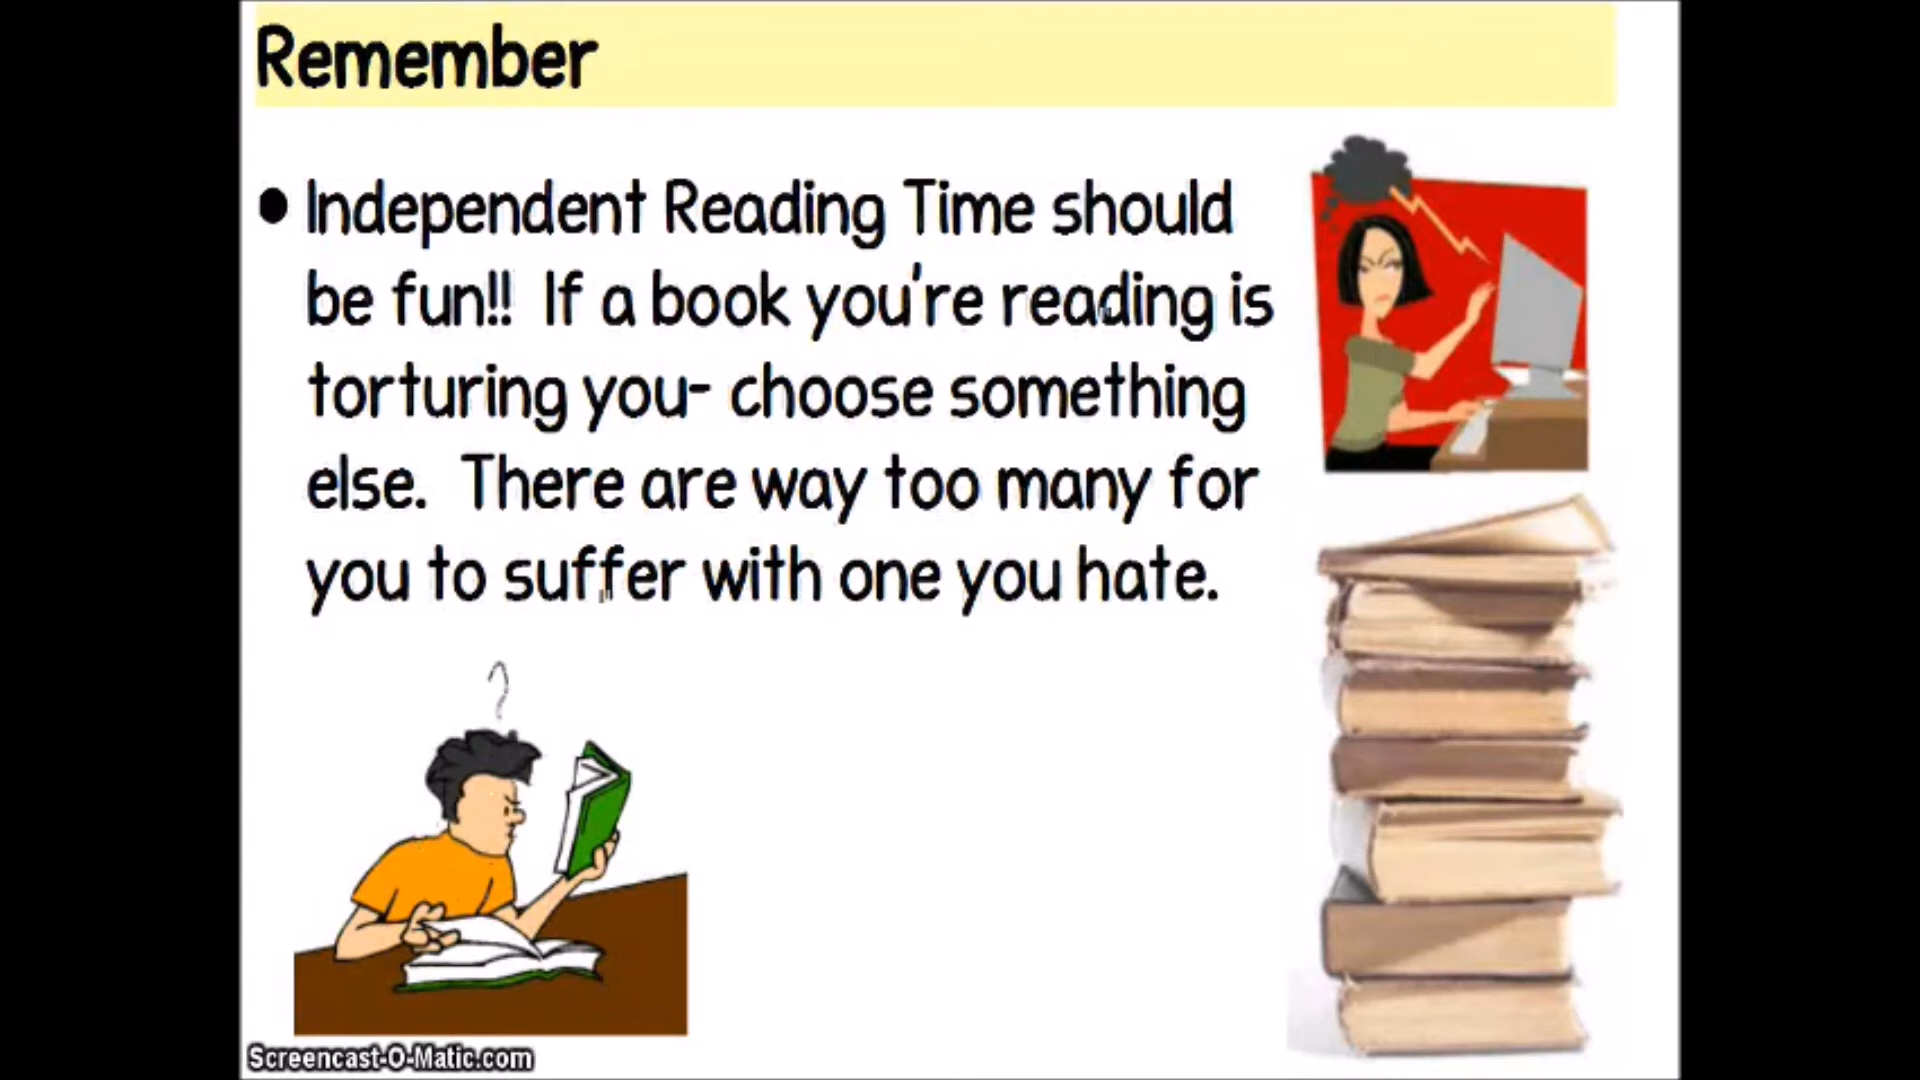 Remember
• Independent Reading Time should
be fun!! If a book you're reading is
torturing you- choose something
else. There are way too many for
you to suffer with one you hate.
?
Screencast-O-Matic.com